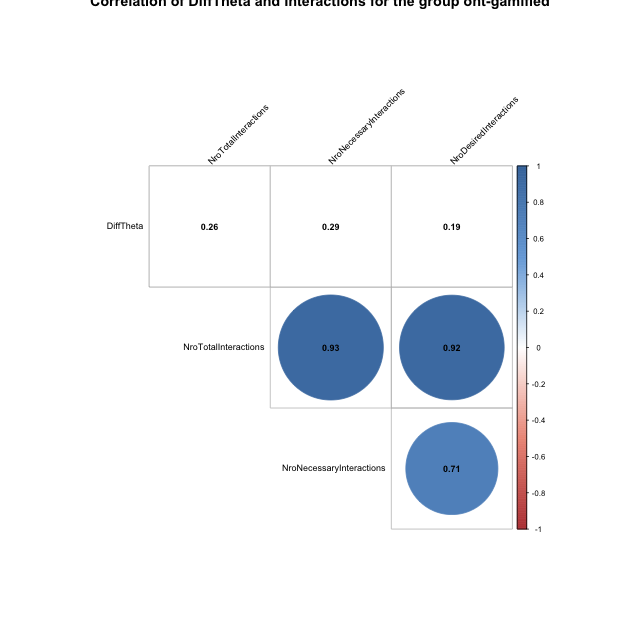 Correlation of DiffTheta and Interactions for the group ont-gamified
NroTotalInteractions
NroNecessaryInteractions
NroDesiredInteractions
DiffTheta 0.26 0.29 0.19
NroTotalInteractions 0.93 0.92
NroNecessaryInteractions 0.71
1
0.8
0.6
0.4
0.2
0
-0.2
-0.4
-0.6
-0.8
-1